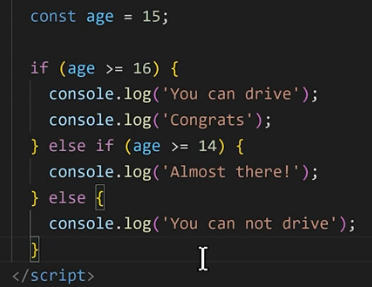 const age = 15;
if (age >= 16) {
console.log('You can drive');
console.log('Congrats');
} else if (age >= 14) {
console.log('Almost there!');
} else {
console.log('You can not drive');
}
</script>